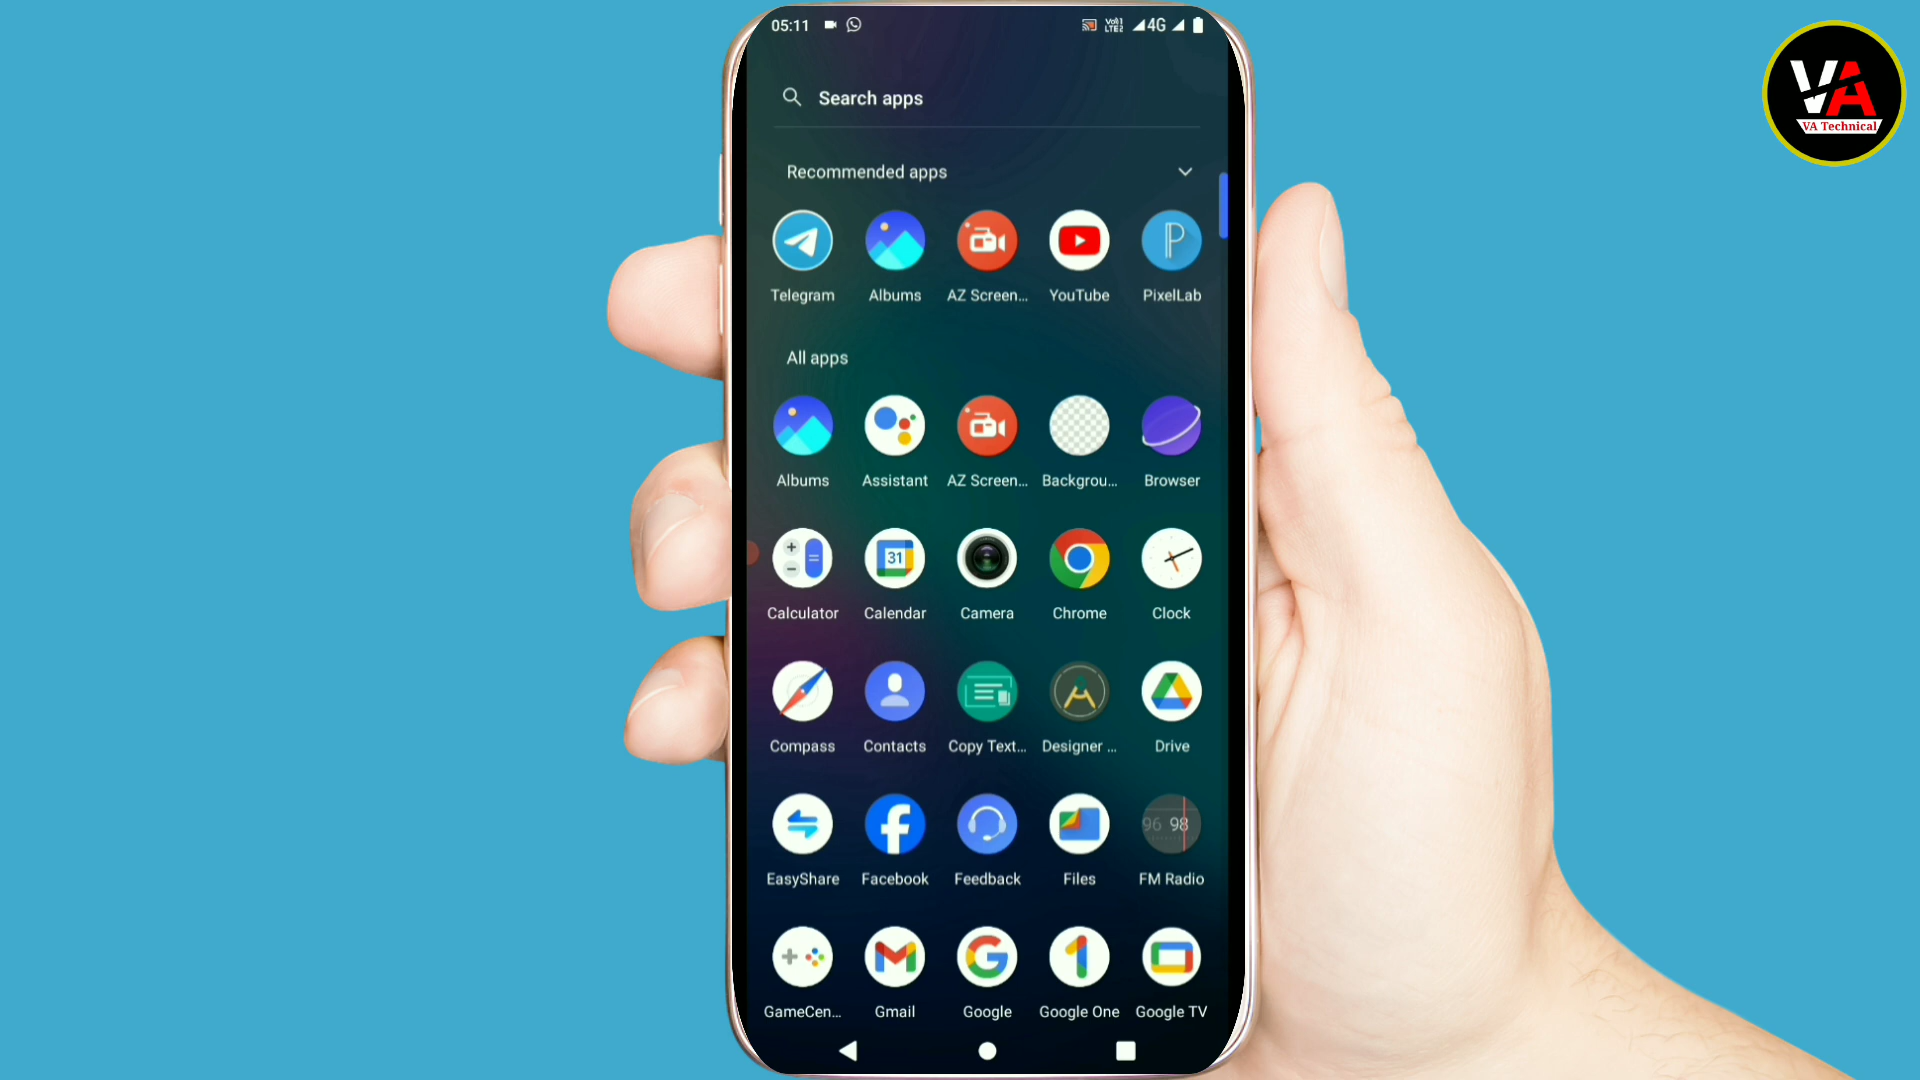 05:11 Vol1 LTE2 4G
VA
VA Technical
Search apps
Recommended apps
Telegram Albums AZ Screen... YouTube PixelLab
All apps
Albums Assistant AZ Screen... Backgrou... Browser
31
Calculator Calendar Camera Chrome Clock
Compass Contacts Copy Text... Designer ... Drive
96 98
EasyShare Facebook Feedback Files FM Radio
GameCen... Gmail Google Google One Google TV